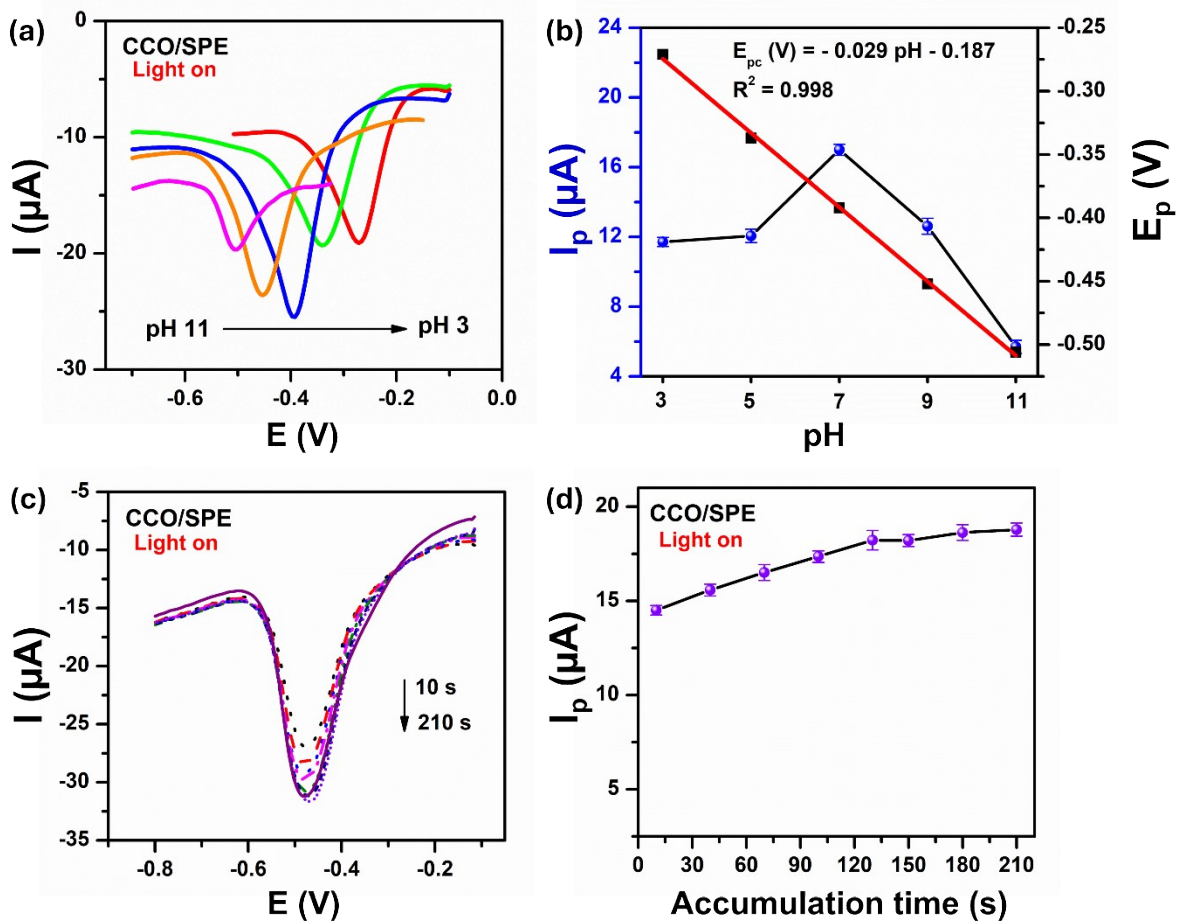 (a)
CCO/SPE
Light on
pH 11
pH 3
0
-10
-20
-30
I (µA)
-0.6
-0.4
-0.2
0.0
E (V)
(b)
E_pc (V) = - 0.029 pH - 0.187
R² = 0.998
24
20
16
12
8
4
I_p (µA)
-0.25
-0.30
-0.35
-0.40
-0.45
-0.50
E_p (V)
3
5
7
9
11
pH
(c)
CCO/SPE
Light on
10 s
210 s
-5
-10
-15
-20
-25
-30
-35
I (µA)
-0.8
-0.6
-0.4
-0.2
E (V)
(d)
CCO/SPE
Light on
20
15
10
5
I_p (µA)
0
30
60
90
120
150
180
210
Accumulation time (s)